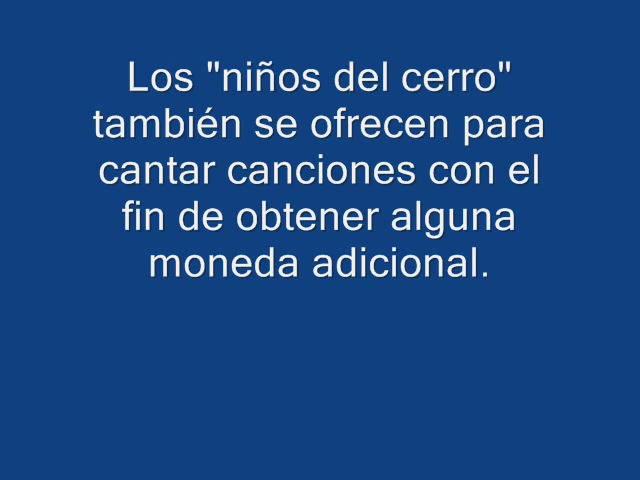 Los "niños del cerro"
también se ofrecen para
cantar canciones con el
fin de obtener alguna
moneda adicional.